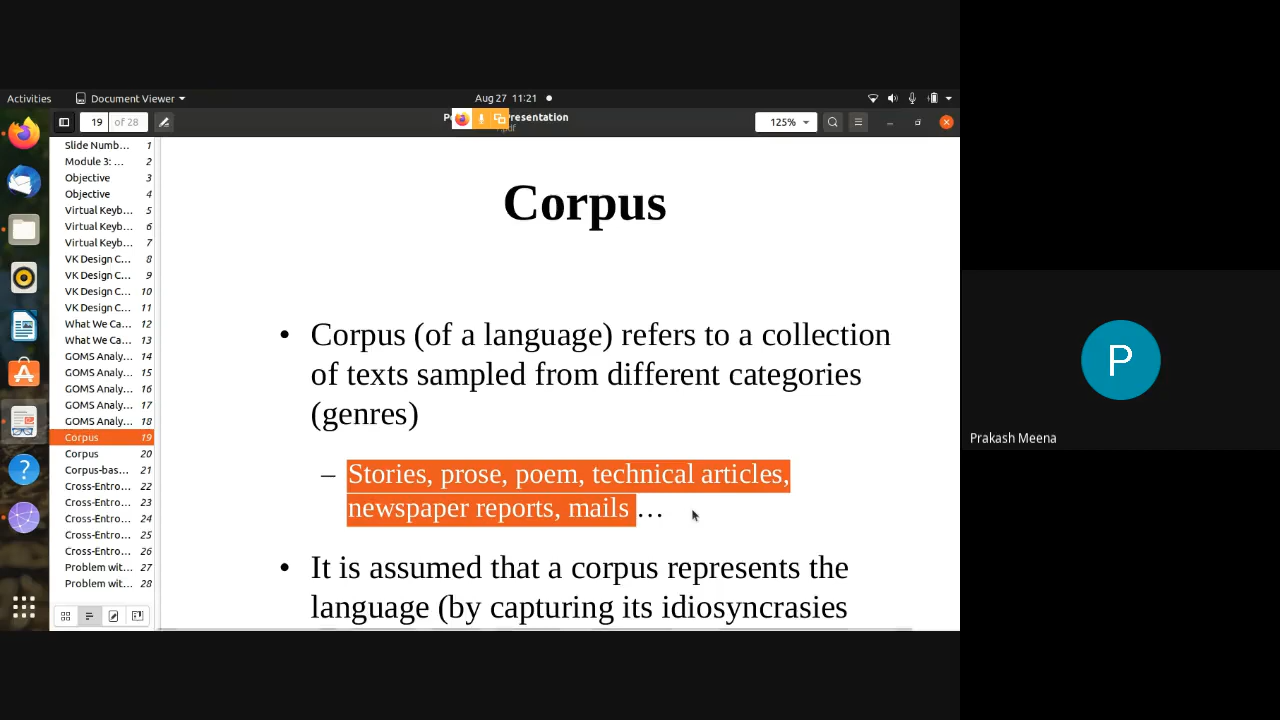 Activities
Document Viewer
Aug 27 11:21
19
of 28
Presentation
125%
Slide Numb... 1
Module 3: ... 2
Objective 3
Objective 4
Virtual Keyb... 5
Virtual Keyb... 6
Virtual Keyb... 7
VK Design C... 8
VK Design C... 9
VK Design C... 10
VK Design C... 11
What We Ca... 12
What We Ca... 13
GOMS Analy... 14
GOMS Analy... 15
GOMS Analy... 16
GOMS Analy... 17
GOMS Analy... 18
Corpus 19
Corpus 20
Corpus-bas... 21
Cross-Entro... 22
Cross-Entro... 23
Cross-Entro... 24
Cross-Entro... 25
Cross-Entro... 26
Problem wit... 27
Problem wit... 28
Corpus
• Corpus (of a language) refers to a collection
of texts sampled from different categories
(genres)
– Stories, prose, poem, technical articles,
newspaper reports, mails …
• It is assumed that a corpus represents the
language (by capturing its idiosyncrasies
P
Prakash Meena